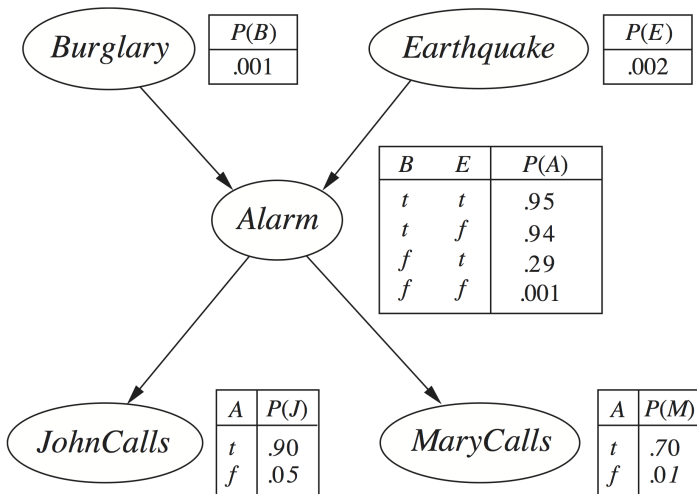 Burglary
P(B)
.001
Earthquake
P(E)
.002
Alarm
B E P(A)
t t .95
t f .94
f t .29
f f .001
JohnCalls
A P(J)
t .90
f .05
MaryCalls
A P(M)
t .70
f .01